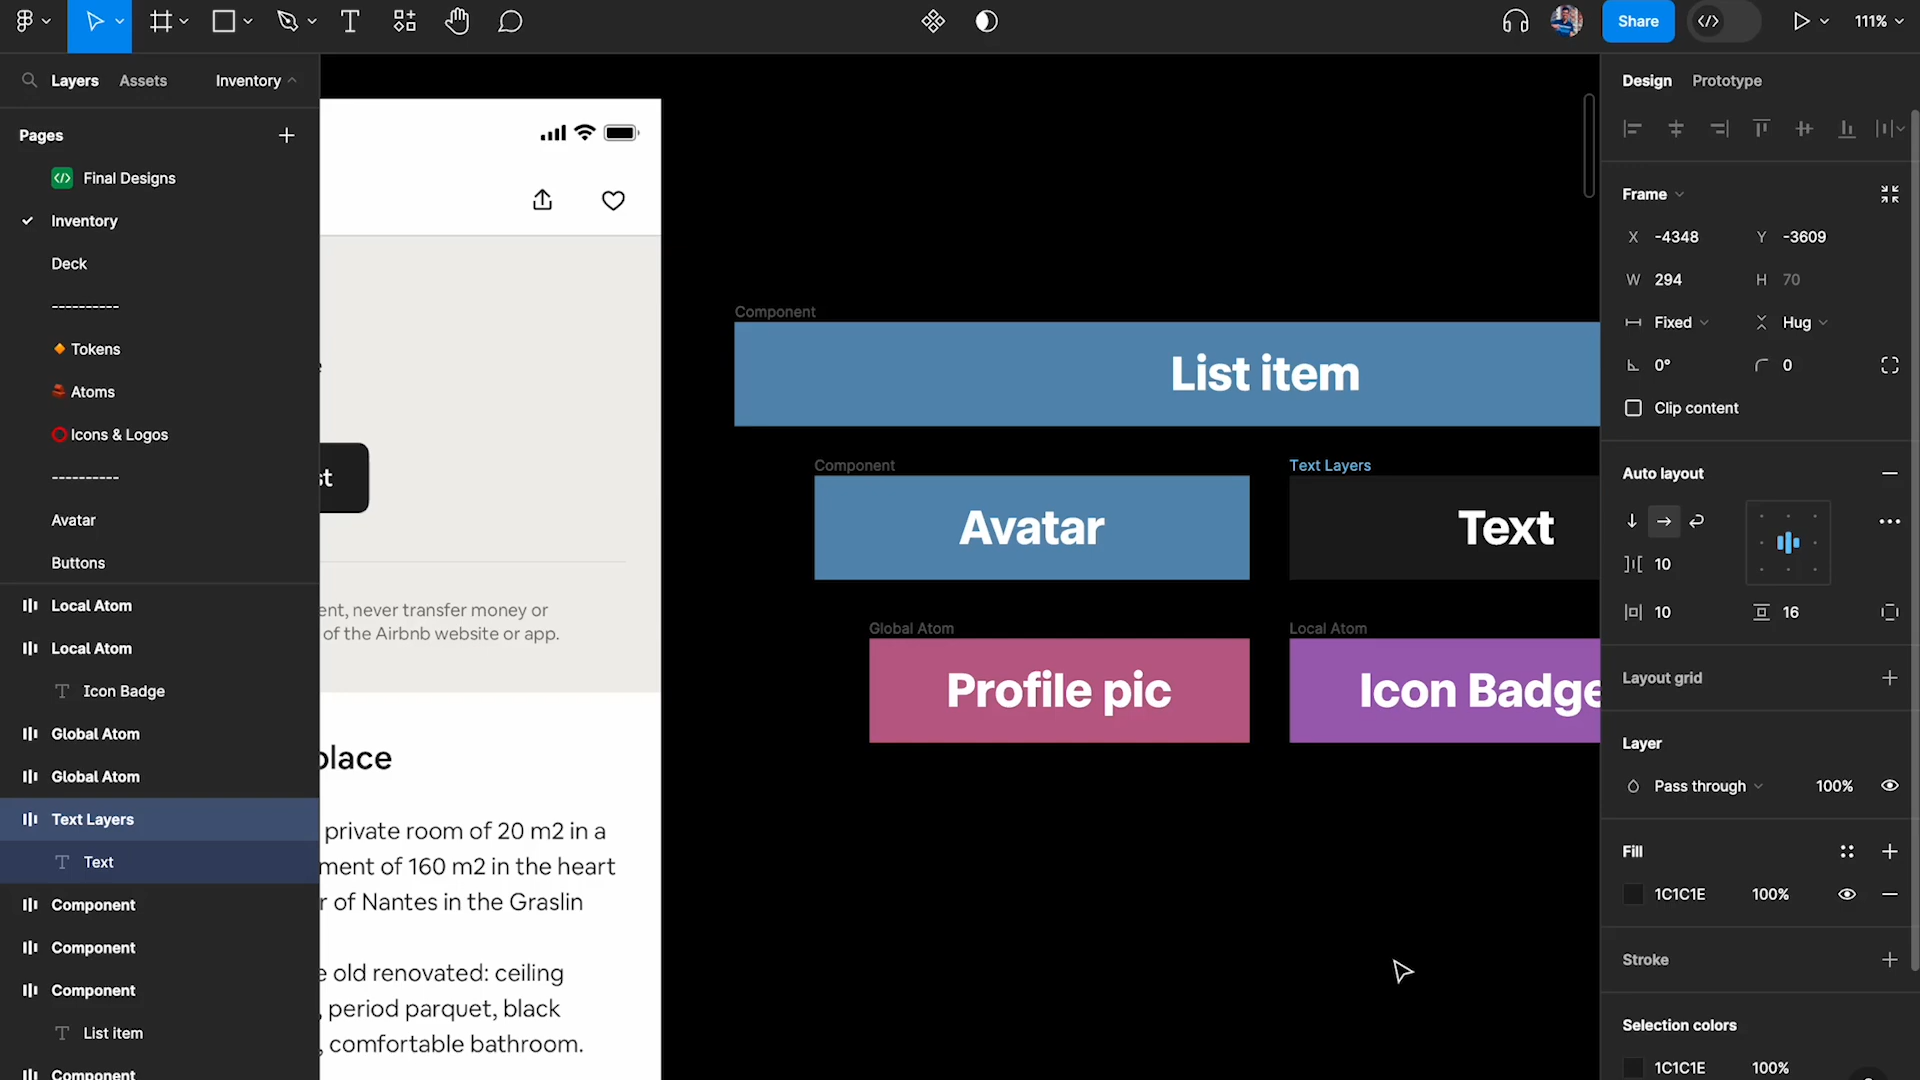 Share
111%
Layers
Assets
Inventory
Design
Prototype
Pages
Final Designs
Inventory
Deck
----------
Tokens
Atoms
Icons & Logos
----------
Avatar
Buttons
Local Atom
Local Atom
Icon Badge
Global Atom
Global Atom
Text Layers
Text
Component
Component
Component
List item
Component
st
ent, never transfer money or
of the Airbnb website or app.
place
private room of 20 m2 in a
ment of 160 m2 in the heart
r of Nantes in the Graslin
e old renovated: ceiling
, period parquet, black
, comfortable bathroom.
Component
List item
Component
Avatar
Text Layers
Text
Global Atom
Profile pic
Local Atom
Icon Badge
Frame
X -4348
Y -3609
W 294
H 70
Fixed
Hug
0°
0
Clip content
Auto layout
10
10
16
Layout grid
Layer
Pass through
100%
Fill
1C1C1E
100%
Stroke
Selection colors
1C1C1E
100%